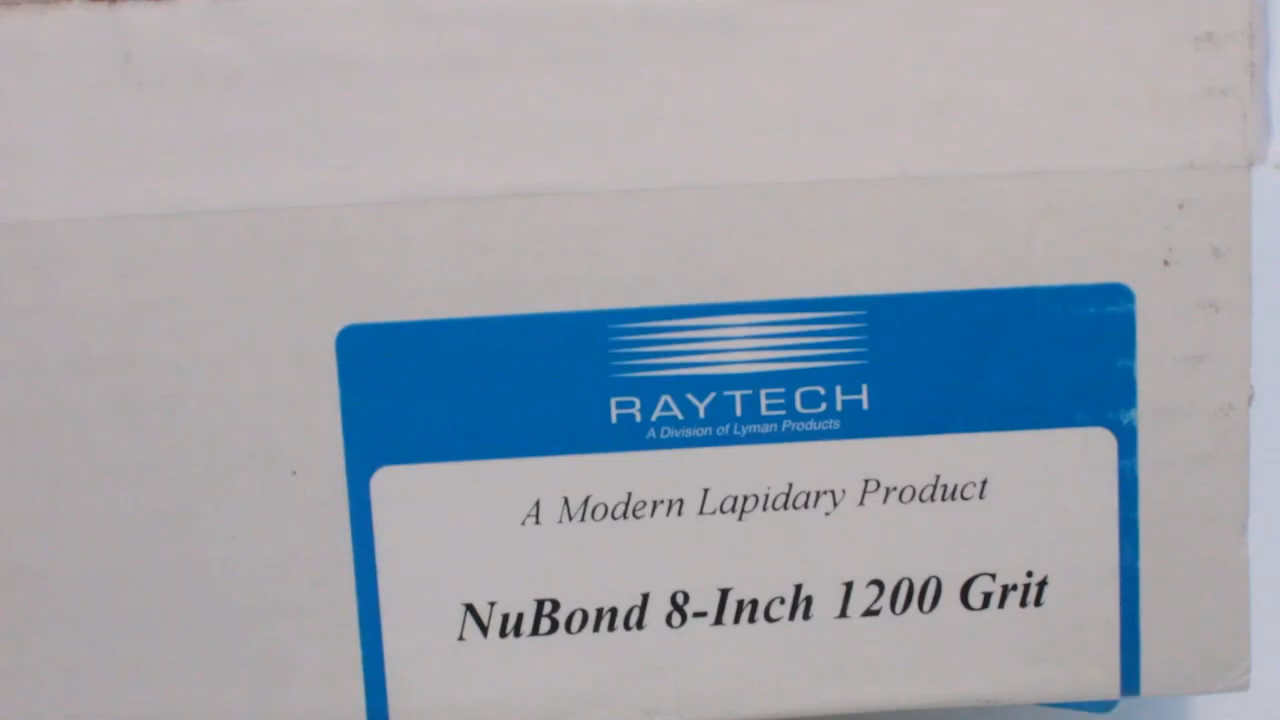 RAYTECH
A Division of Lyman Products
A Modern Lapidary Product
NuBond 8-Inch 1200 Grit